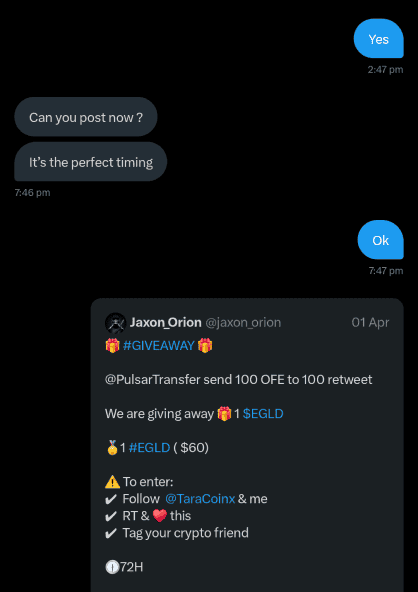 Yes
2:47 pm
Can you post now ?
It's the perfect timing
7:46 pm
Ok
7:47 pm
Jaxon_Orion @jaxon_orion 01 Apr
🎁 #GIVEAWAY 🎁
@PulsarTransfer send 100 OFE to 100 retweet
We are giving away 🎁 1 $EGLD
🏅1 #EGLD ( $60)
⚠️ To enter:
✔️ Follow @TaraCoinx & me
✔️ RT & ❤️ this
✔️ Tag your crypto friend
🕛72H